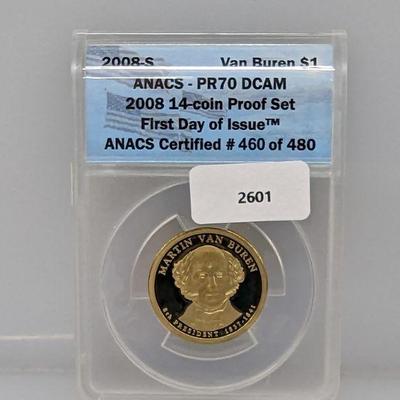 2008-S Van Buren $1
ANACS - PR70 DCAM
2008 14-coin Proof Set
First Day of Issue™
ANACS Certified # 460 of 480
2601
MARTIN VAN BUREN
8th PRESIDENT 1837-1841